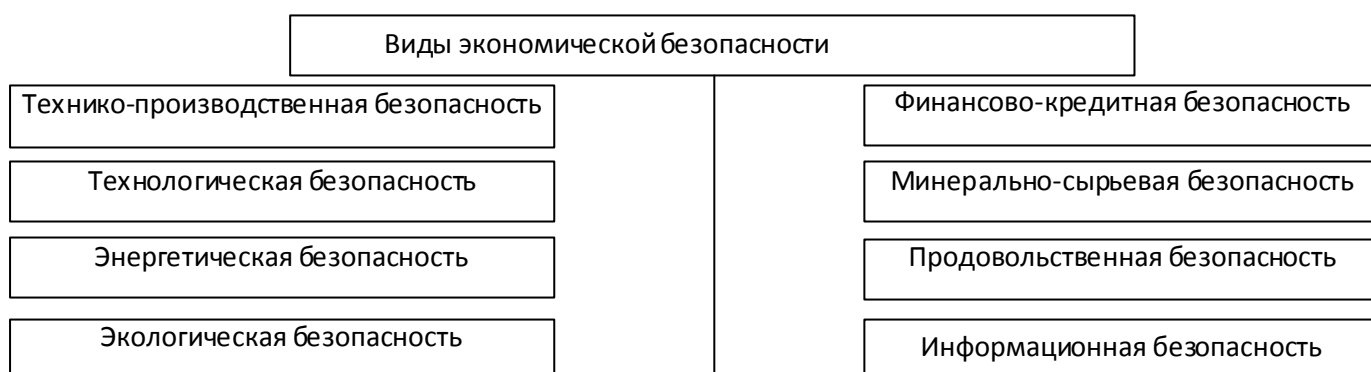 Виды экономической безопасности
Технико-производственная безопасность
Финансово-кредитная безопасность
Технологическая безопасность
Минерально-сырьевая безопасность
Энергетическая безопасность
Продовольственная безопасность
Экологическая безопасность
Информационная безопасность